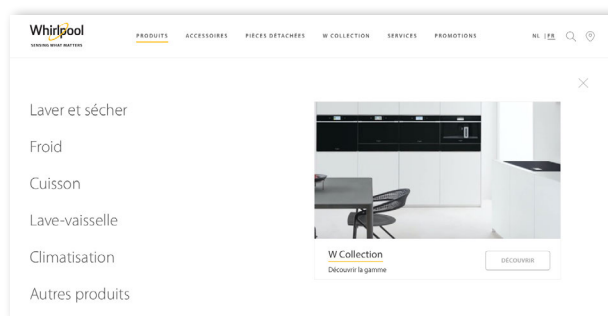 Whirlpool
SENSING WHAT MATTERS
PRODUITS ACCESSOIRES PIÈCES DÉTACHÉES W COLLECTION SERVICES PROMOTIONS NL | FR
Laver et sécher
Froid
Cuisson
Lave-vaisselle
Climatisation
Autres produits
W Collection
Découvrir la gamme
DÉCOUVRIR